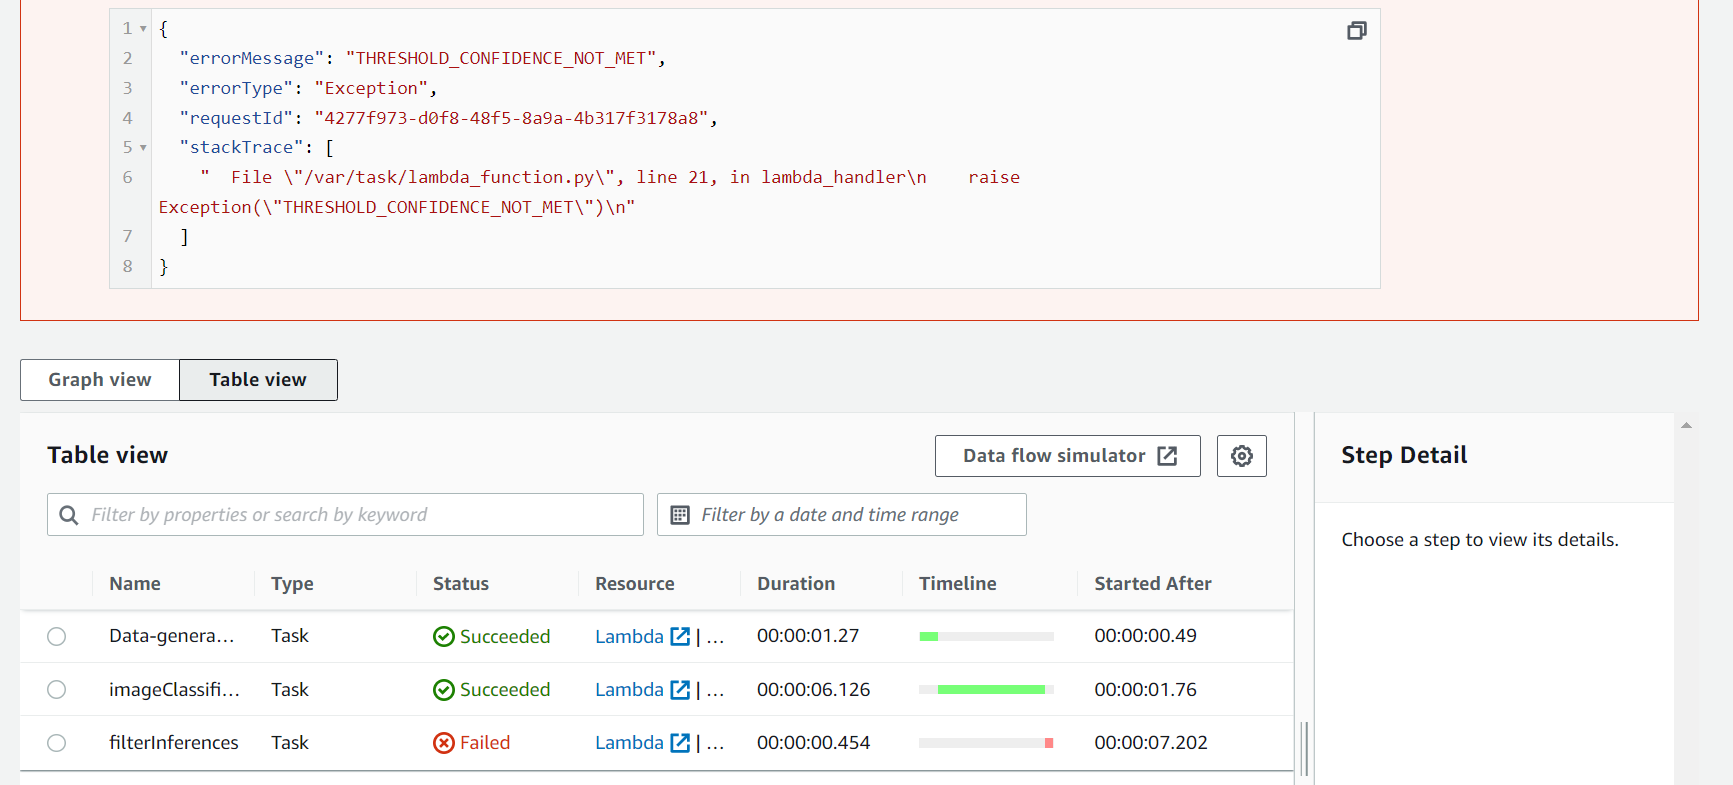 1 {
2 "errorMessage": "THRESHOLD_CONFIDENCE_NOT_MET",
3 "errorType": "Exception",
4 "requestId": "4277f973-d0f8-48f5-8a9a-4b317f3178a8",
5 "stackTrace": [
6 " File \"/var/task/lambda_function.py\", line 21, in lambda_handler\n    raise
Exception(\"THRESHOLD_CONFIDENCE_NOT_MET\")\n"
7 ]
8 }
Graph view Table view
Table view Data flow simulator Step Detail
Filter by properties or search by keyword Filter by a date and time range
Choose a step to view its details.
Name Type Status Resource Duration Timeline Started After
Data-genera... Task Succeeded Lambda | ... 00:00:01.27 00:00:00.49
imageClassifi... Task Succeeded Lambda | ... 00:00:06.126 00:00:01.76
filterInferences Task Failed Lambda | ... 00:00:00.454 00:00:07.202